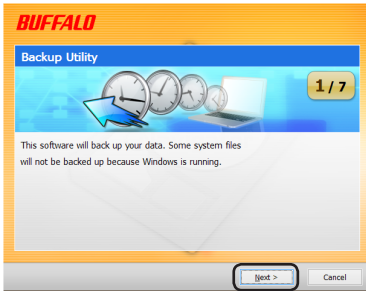 BUFFALO
Backup Utility
1/7
This software will back up your data. Some system files
will not be backed up because Windows is running.
Next >
Cancel